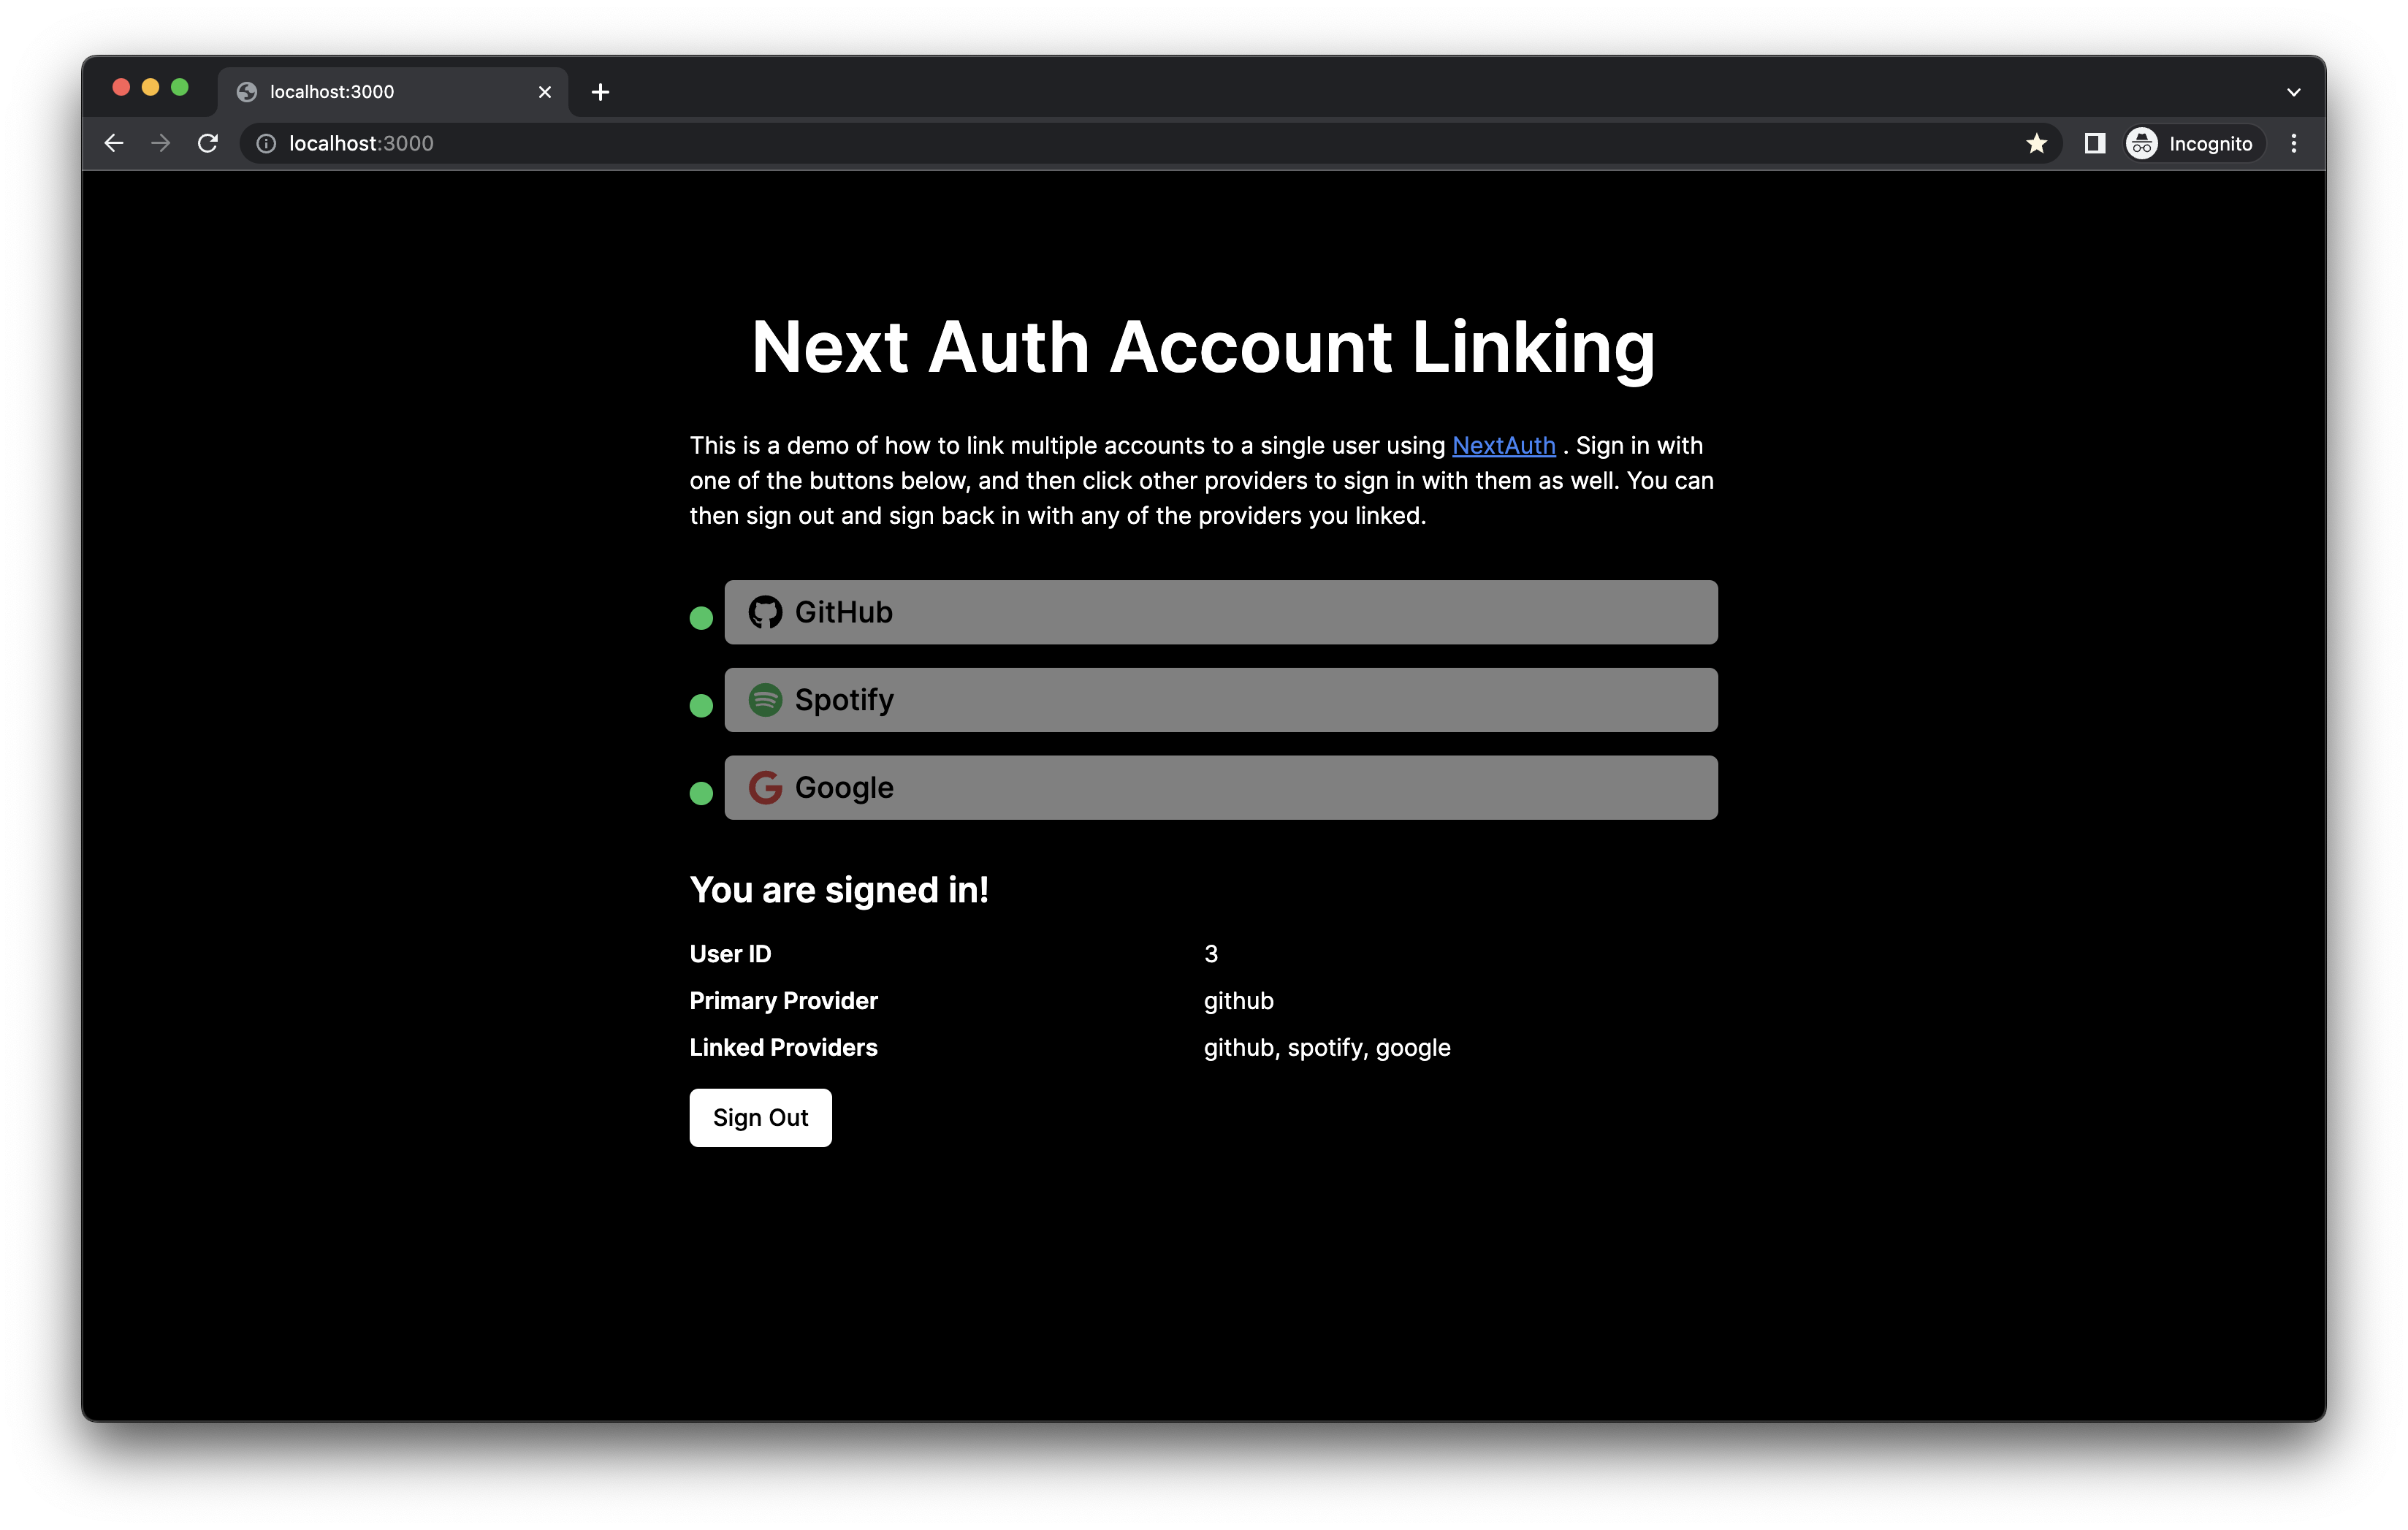 localhost:3000
localhost:3000
Incognito
Next Auth Account Linking
This is a demo of how to link multiple accounts to a single user using NextAuth . Sign in with
one of the buttons below, and then click other providers to sign in with them as well. You can
then sign out and sign back in with any of the providers you linked.
GitHub
Spotify
Google
You are signed in!
User ID 3
Primary Provider github
Linked Providers github, spotify, google
Sign Out